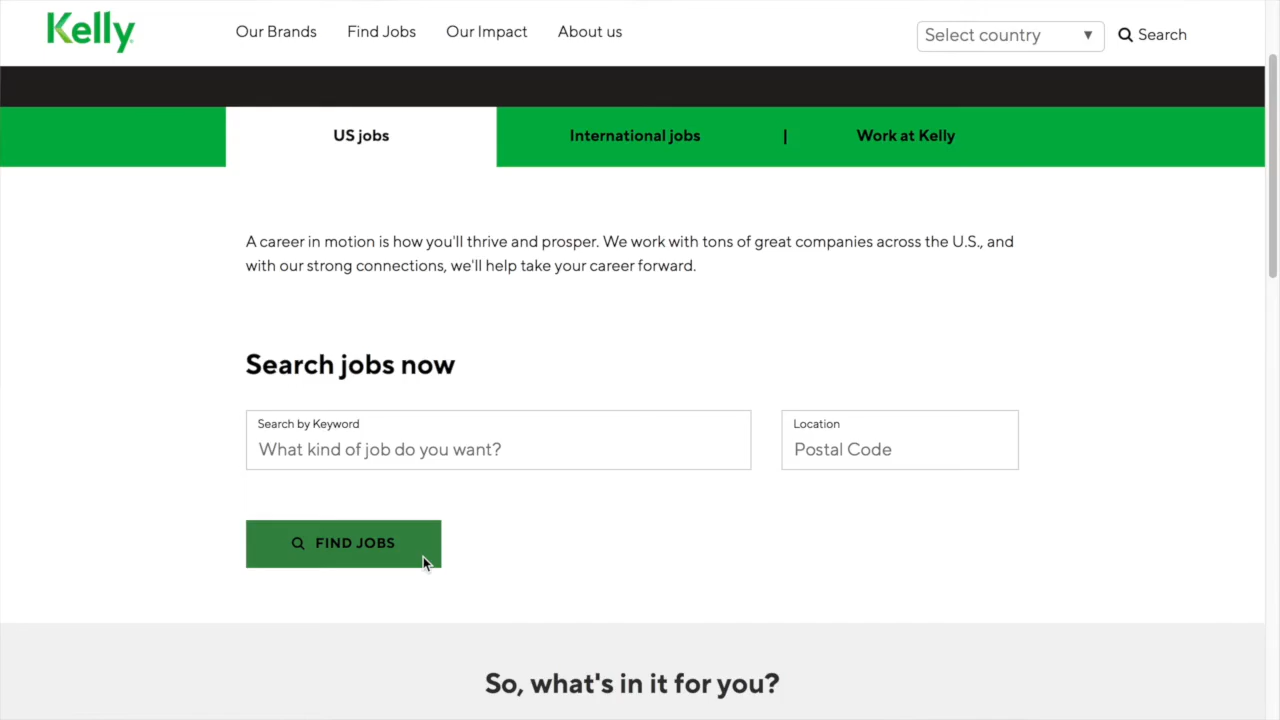 Kelly
Our Brands Find Jobs Our Impact About us
Select country ▼ Search
US jobs International jobs | Work at Kelly
A career in motion is how you'll thrive and prosper. We work with tons of great companies across the U.S., and
with our strong connections, we'll help take your career forward.
Search jobs now
Search by Keyword
What kind of job do you want?
Location
Postal Code
FIND JOBS
So, what's in it for you?